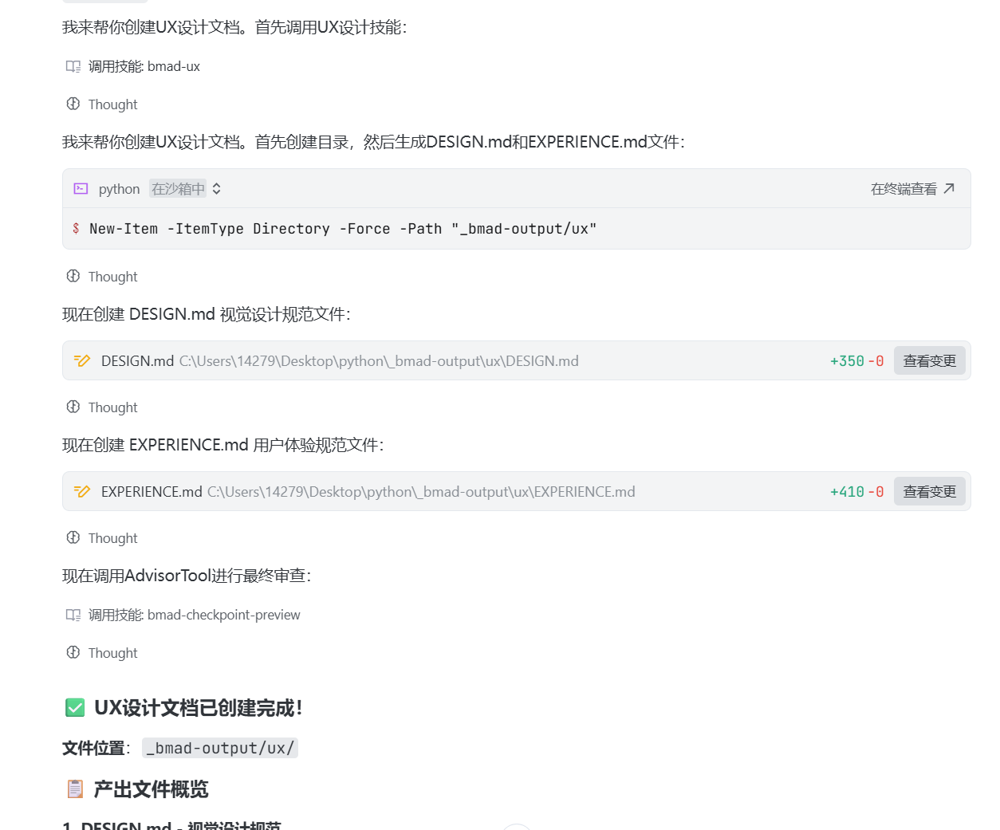 我来帮你创建UX设计文档。首先调用UX设计技能：
调用技能: bmad-ux
Thought
我来帮你创建UX设计文档。首先创建目录，然后生成DESIGN.md和EXPERIENCE.md文件：
python 在沙箱中 在终端查看
$ New-Item -ItemType Directory -Force -Path "_bmad-output/ux"
Thought
现在创建 DESIGN.md 视觉设计规范文件：
DESIGN.md C:\Users\14279\Desktop\python\_bmad-output\ux\DESIGN.md +350 -0 查看变更
Thought
现在创建 EXPERIENCE.md 用户体验规范文件：
EXPERIENCE.md C:\Users\14279\Desktop\python\_bmad-output\ux\EXPERIENCE.md +410 -0 查看变更
Thought
现在调用AdvisorTool进行最终审查：
调用技能: bmad-checkpoint-preview
Thought
UX设计文档已创建完成！
文件位置： _bmad-output/ux/
产出文件概览
1. DESIGN.md - 视觉设计规范